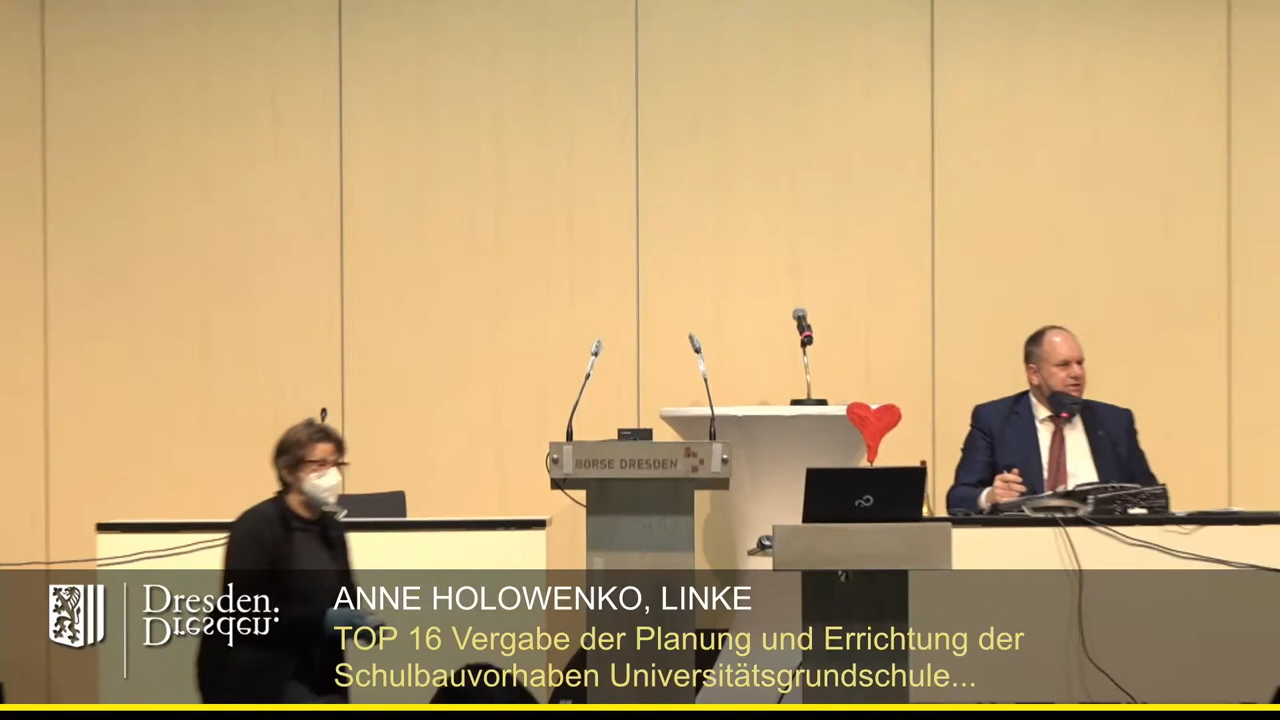 BÖRSE DRESDEN
Dresden.
Dresden.
ANNE HOLOWENKO, LINKE
TOP 16 Vergabe der Planung und Errichtung der
Schulbauvorhaben Universitätsgrundschule...